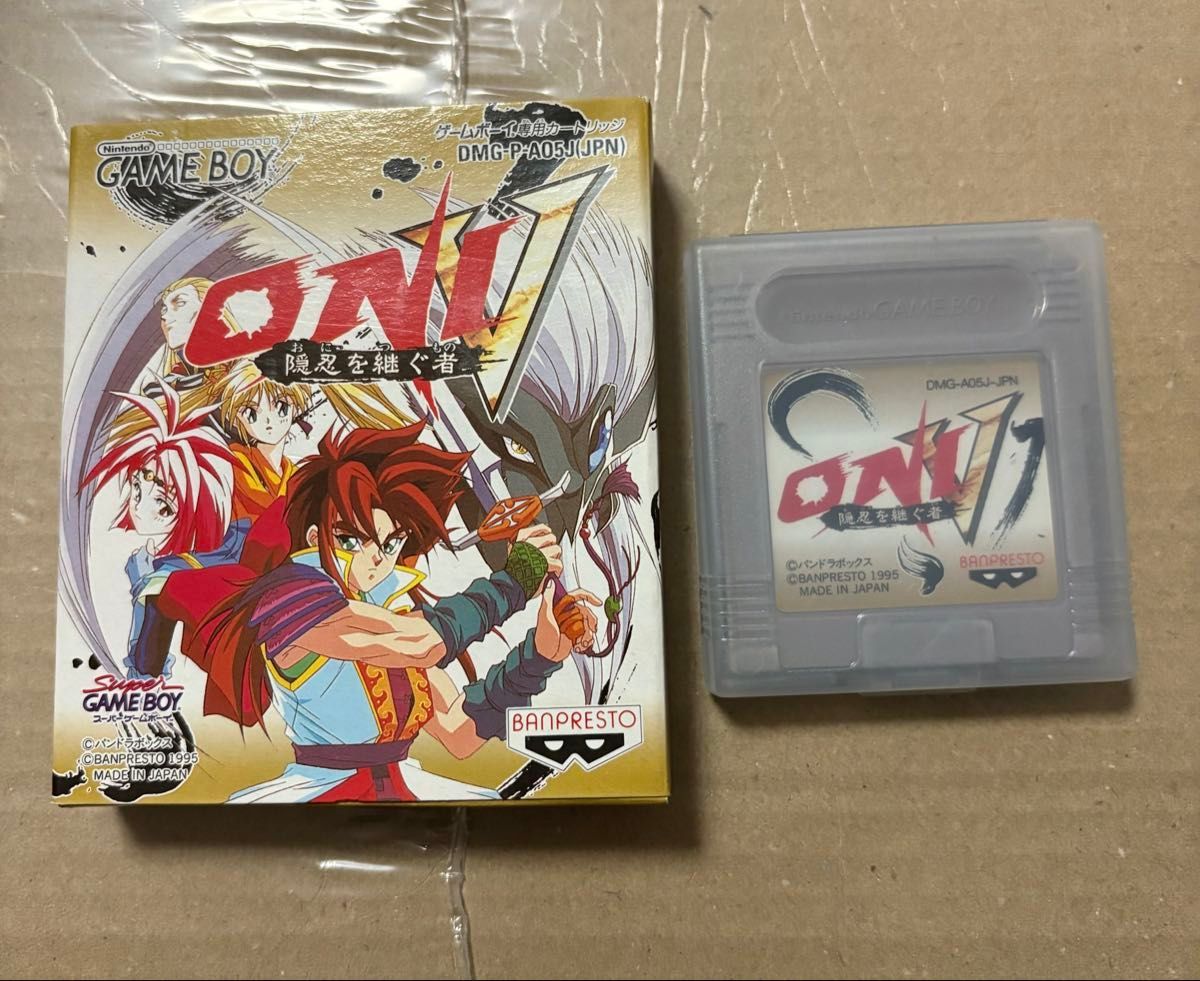 Nintendo
GAME BOY
ゲームボーイ専用カートリッジ
DMG-P-A05J(JPN)
ONI V
おに つ もの
隠忍を継ぐ者
Super
GAME BOY
スーパーゲームボーイ
©パンドラボックス
©BANPRESTO 1995
MADE IN JAPAN
BANPRESTO
Nintendo GAME BOY
DMG-A05J-JPN
ONI V
隠忍を継ぐ者
©パンドラボックス
©BANPRESTO 1995
MADE IN JAPAN
BANPRESTO